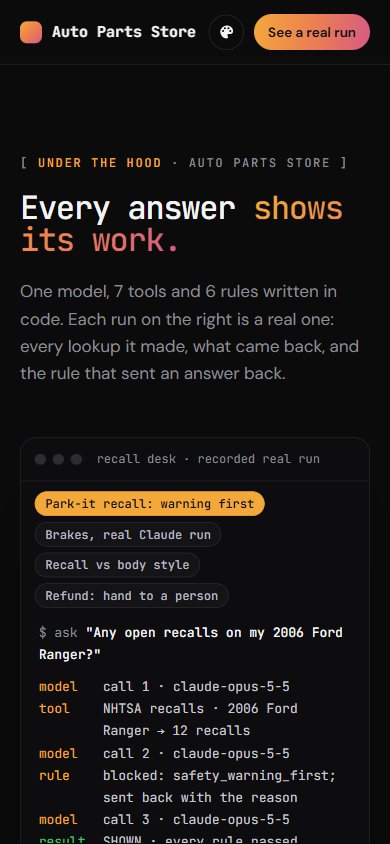 Auto Parts Store
See a real run
[ UNDER THE HOOD · AUTO PARTS STORE ]
Every answer shows
its work.
One model, 7 tools and 6 rules written in
code. Each run on the right is a real one:
every lookup it made, what came back, and
the rule that sent an answer back.
recall desk · recorded real run
Park-it recall: warning first
Brakes, real Claude run
Recall vs body style
Refund: hand to a person
$ ask "Any open recalls on my 2006 Ford
Ranger?"
model call 1 · claude-opus-5-5
tool NHTSA recalls · 2006 Ford
Ranger → 12 recalls
model call 2 · claude-opus-5-5
rule blocked: safety_warning_first;
sent back with the reason
model call 3 · claude-opus-5-5
result SHOWN · every rule passed